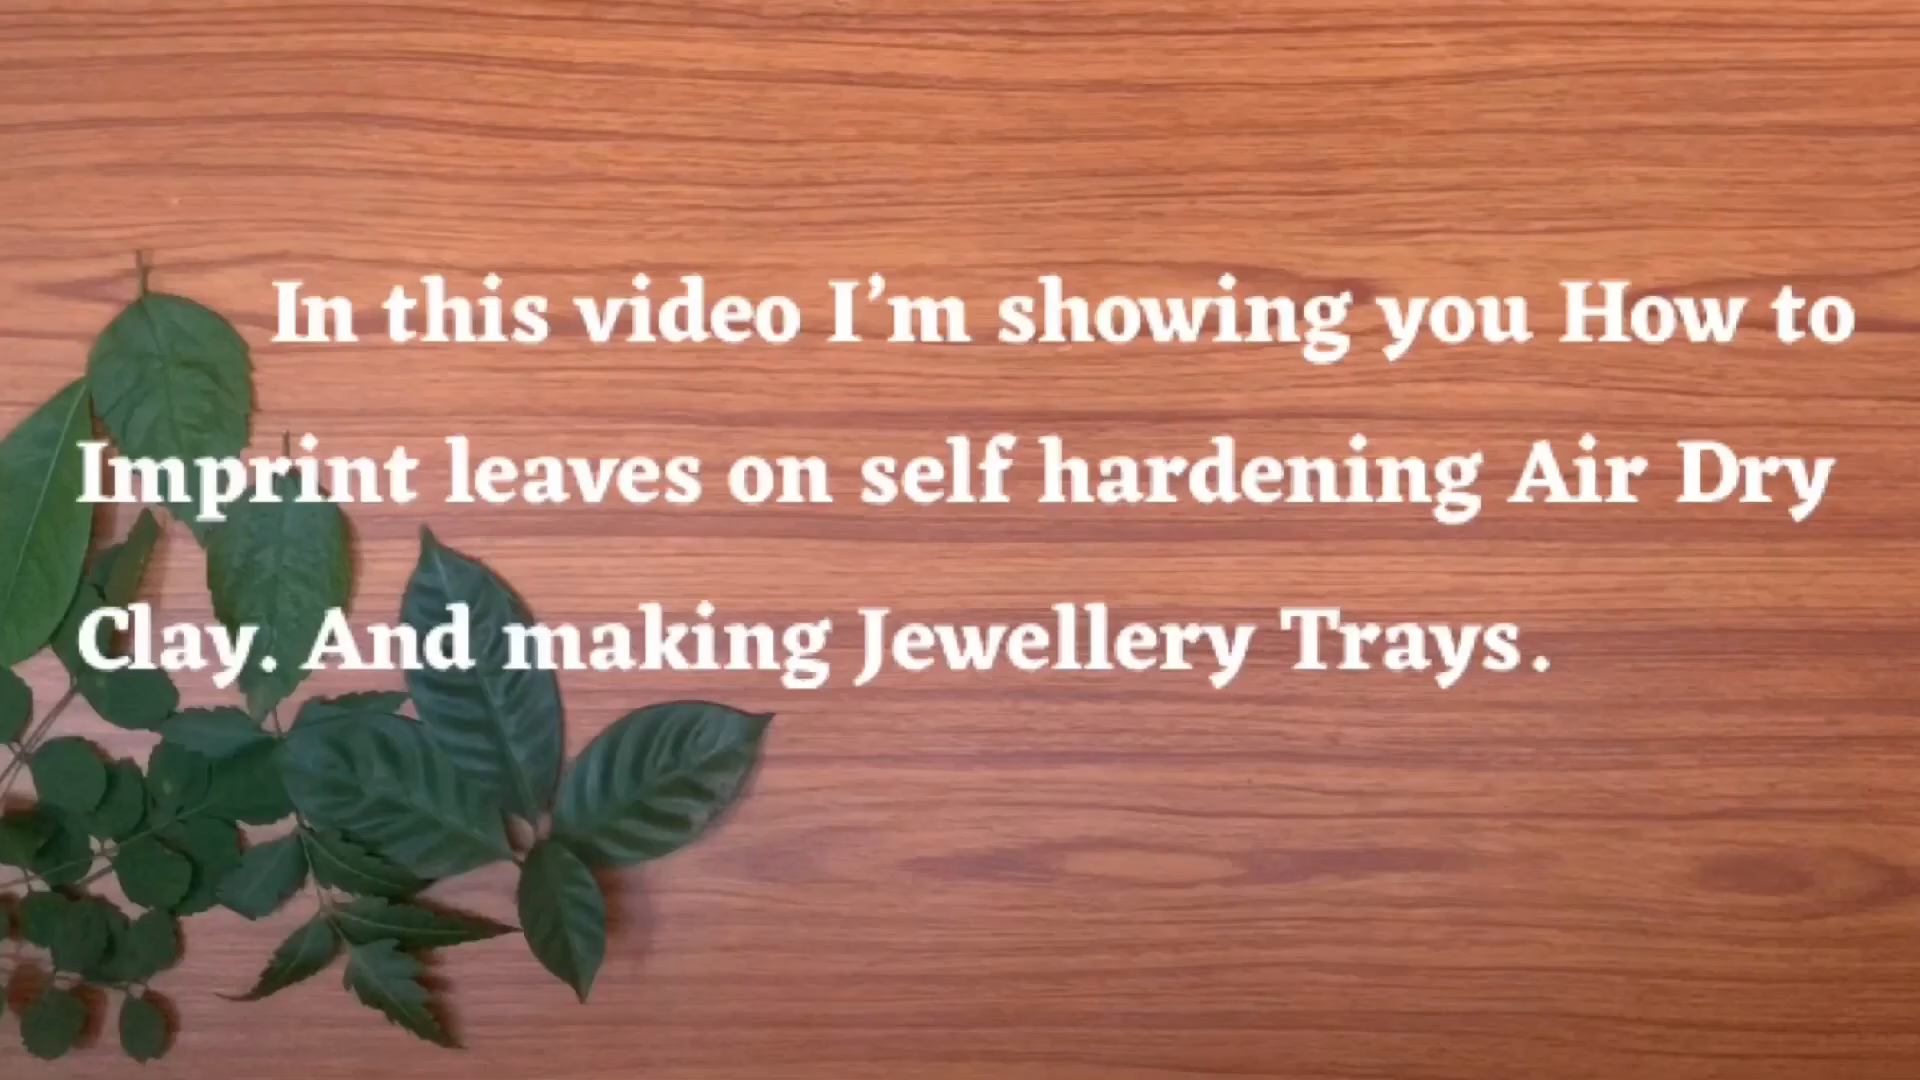 In this video I’m showing you How to
Imprint leaves on self hardening Air Dry
Clay. And making Jewellery Trays.